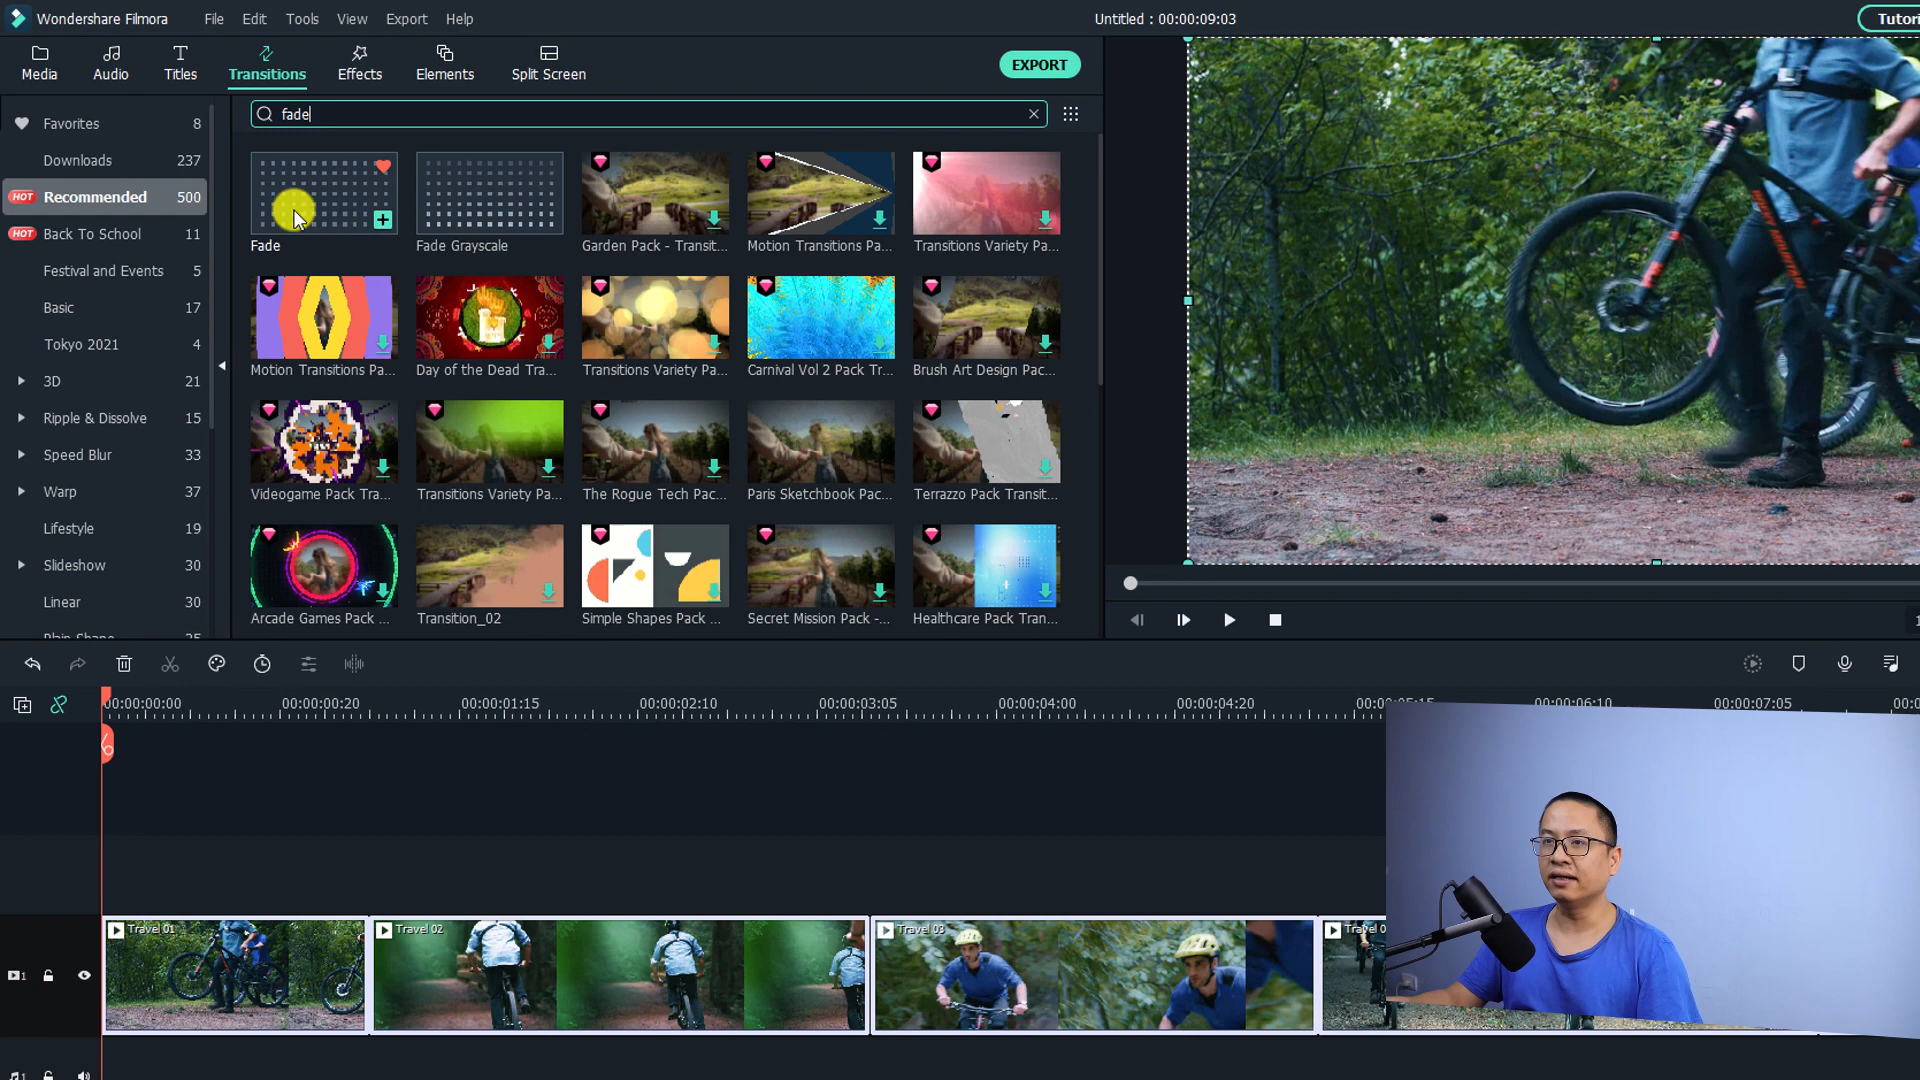 Wondershare Filmora
File
Edit
Tools
View
Export
Help
Untitled : 00:00:09:03
Media
Audio
Titles
Transitions
Effects
Elements
Split Screen
EXPORT
Favorites 8
Downloads 237
HOT Recommended 500
HOT Back To School 11
Festival and Events 5
Basic 17
Tokyo 2021 4
3D 21
Ripple & Dissolve 15
Speed Blur 33
Warp 37
Lifestyle 19
Slideshow 30
Linear 30
fade
Fade
Fade Grayscale
Garden Pack - Transit...
Motion Transitions Pa...
Transitions Variety Pa...
Motion Transitions Pa...
Day of the Dead Tra...
Transitions Variety Pa...
Carnival Vol 2 Pack Tr...
Brush Art Design Pac...
Videogame Pack Tra...
Transitions Variety Pa...
The Rogue Tech Pac...
Paris Sketchbook Pac...
Terrazzo Pack Transit...
Arcade Games Pack ...
Transition_02
Simple Shapes Pack ...
Secret Mission Pack -...
Healthcare Pack Tran...
00:00:00:00
00:00:00:20
00:00:01:15
00:00:02:10
00:00:03:05
00:00:04:00
00:00:04:20
00:00:05:15
00:00:06:10
00:00:07:05
Travel 01
Travel 02
Travel 03
Travel 0
1